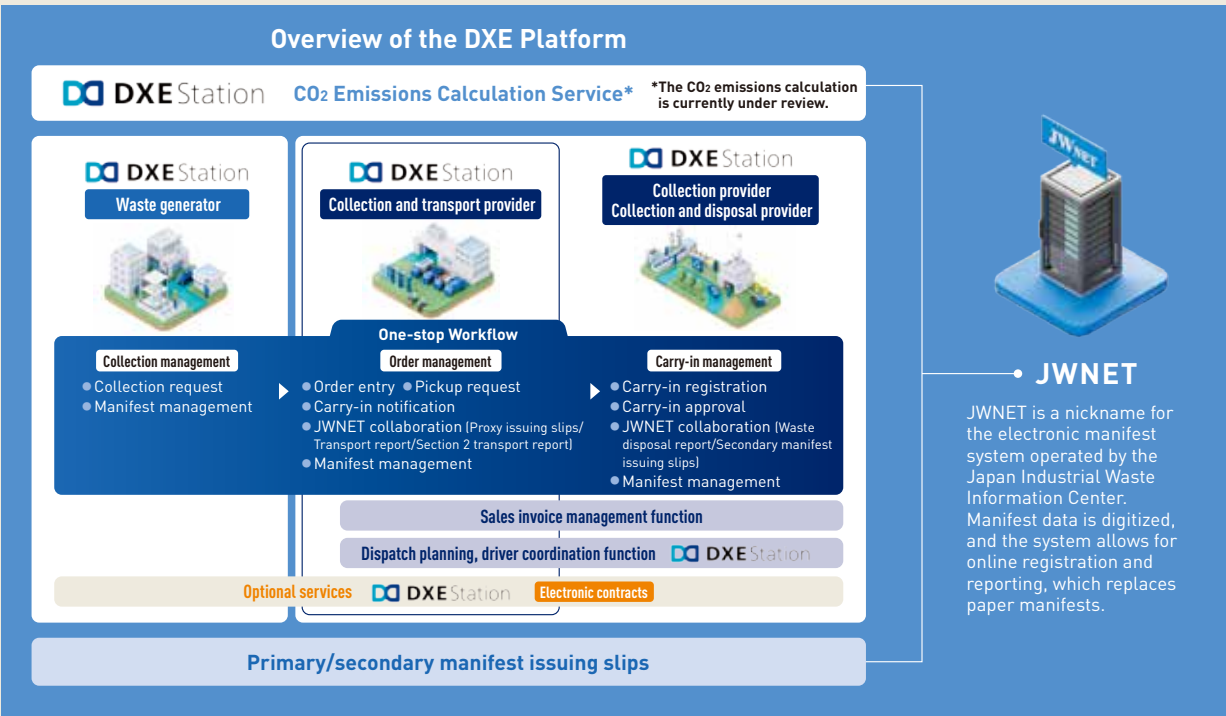 Overview of the DXE Platform
DXE Station
CO2 Emissions Calculation Service*
*The CO2 emissions calculation
is currently under review.
DXE Station
Waste generator
DXE Station
Collection and transport provider
DXE Station
Collection provider
Collection and disposal provider
One-stop Workflow
Collection management
Collection request
Manifest management
Order management
Order entry
Pickup request
Carry-in notification
JWNET collaboration (Proxy issuing slips/
Transport report/Section 2 transport report)
Manifest management
Carry-in management
Carry-in registration
Carry-in approval
JWNET collaboration (Waste
disposal report/Secondary manifest
issuing slips)
Manifest management
Sales invoice management function
Dispatch planning, driver coordination function
DXE Station
Optional services
DXE Station
Electronic contracts
Primary/secondary manifest issuing slips
JWNET
JWNET
JWNET is a nickname for
the electronic manifest
system operated by the
Japan Industrial Waste
Information Center.
Manifest data is digitized,
and the system allows for
online registration and
reporting, which replaces
paper manifests.